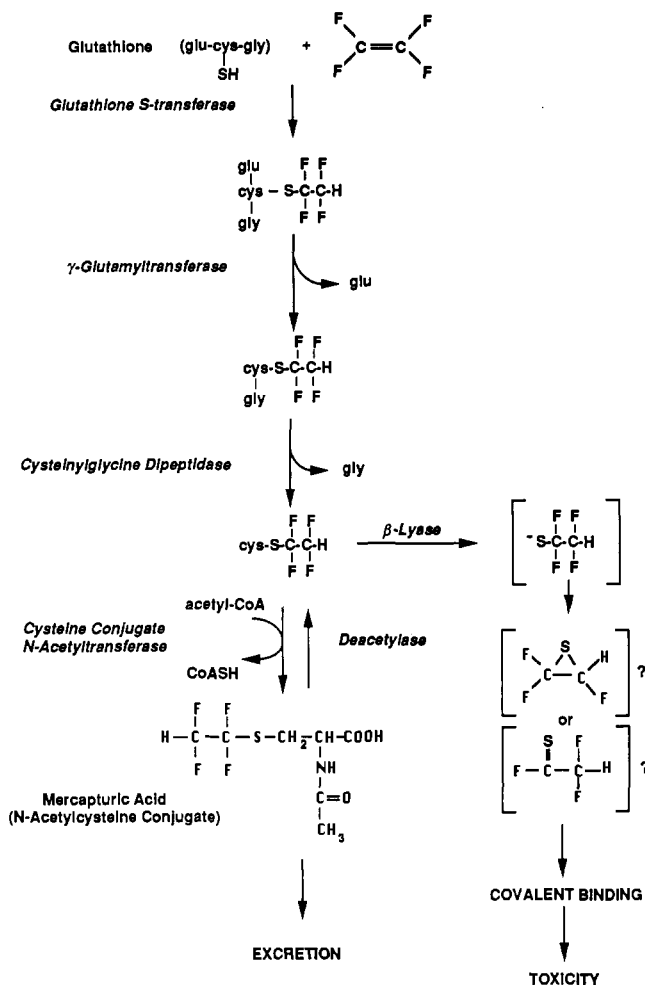 F F
Glutathione (glu-cys-gly) + C=C
SH F F
Glutathione S-transferase
glu F F
cys – S-C-C-H
gly F F
γ-Glutamyltransferase
glu
F F
cys-S-C-C-H
gly F F
Cysteinylglycine Dipeptidase
gly
F F
cys-S-C-C-H
F F
β-Lyase
F F
-S-C-C-H
F F
acetyl-CoA
Cysteine Conjugate
N-Acetyltransferase
Deacetylase
CoASH
F S H
C - C
F F
?
or
S F
F-C-C-H
F
?
F F
H-C-C-S-CH2-CH-COOH
F F NH
C=O
CH3
Mercapturic Acid
(N-Acetylcysteine Conjugate)
EXCRETION
COVALENT BINDING
TOXICITY